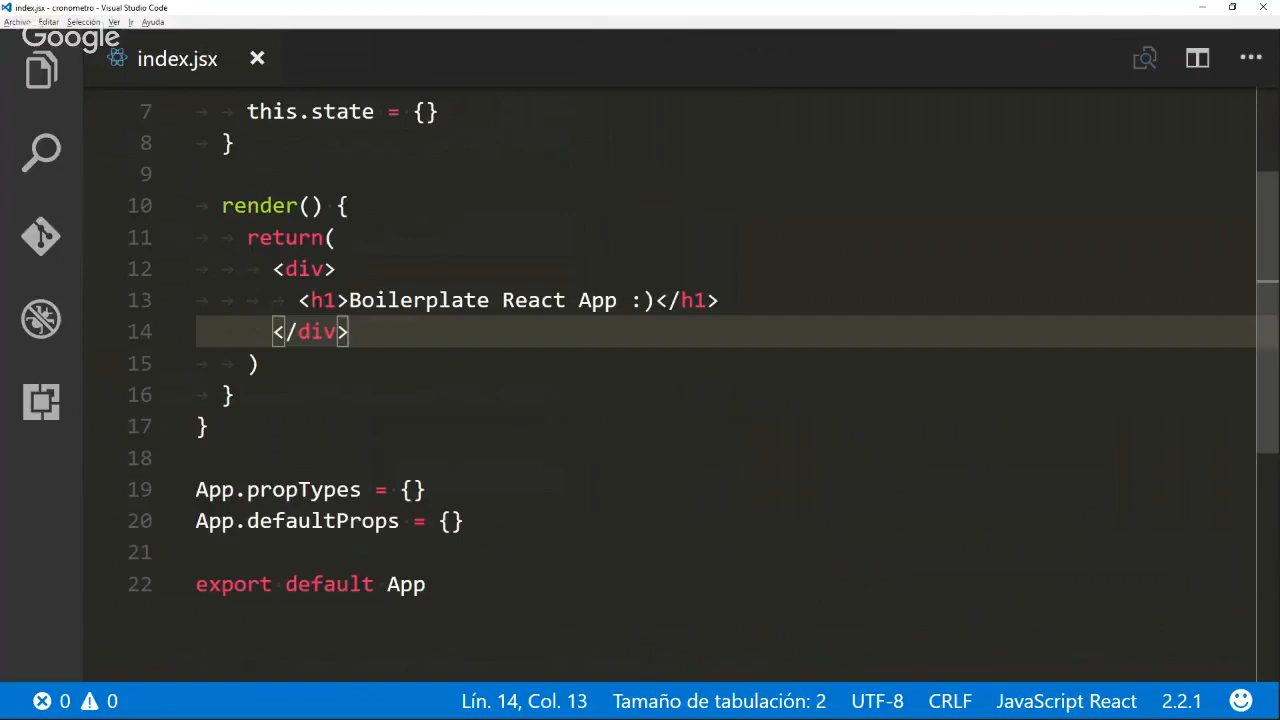 index.jsx - cronometro - Visual Studio Code
Archivo Editar Selección Ver Ir Ayuda
Google
index.jsx
7 this.state = {}
8 }
9
10 render() {
11 return(
12 <div>
13 <h1>Boilerplate React App :)</h1>
14 </div>
15 )
16 }
17 }
18
19 App.propTypes = {}
20 App.defaultProps = {}
21
22 export default App
0 0 Lín. 14, Col. 13 Tamaño de tabulación: 2 UTF-8 CRLF JavaScript React 2.2.1